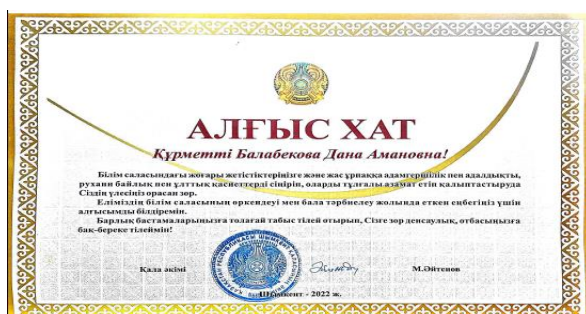 АЛҒЫС ХАТ
Құрметті Балабекова Дана Амановна!
Білім саласындағы жоғары жетістіктеріңізге және жас ұрпаққа адамгершілік пен адалдықты,
рухани байлық пен ұлттық қасиеттерді сіңіріп, оларды тұлғалы азамат етіп қалыптастыруда
Сіздің үлесіңіз орасан зор.
Еліміздің білім саласының өркендеуі мен бала тәрбиелеу жолында еткен еңбегіңіз үшін
алғысымды білдіремін.
Барлық бастамаларыңызға толағай табыс тілей отырып, Сізге зор денсаулық, отбасыңызға
бақ-береке тілеймін!
Қала әкімі
М.Әйтенов
Шымкент - 2022 ж.